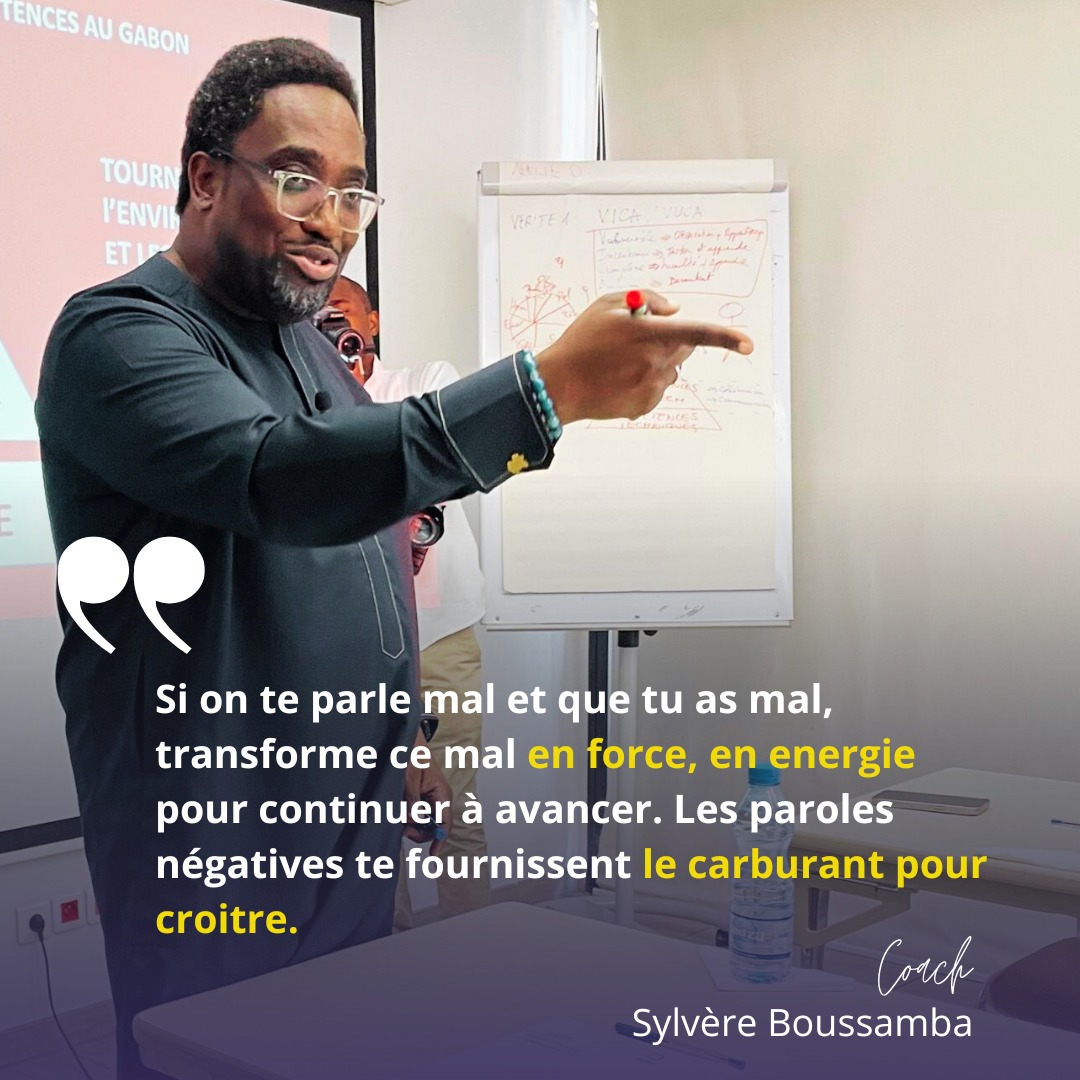 TENCES AU GABON
TOURN
l'ENVI
ET LE
E
VERITE 1 : VICA / VUCA
Si on te parle mal et que tu as mal,
transforme ce mal en force, en energie
pour continuer à avancer. Les paroles
négatives te fournissent le carburant pour
croitre.
Coach
Sylvère Boussamba